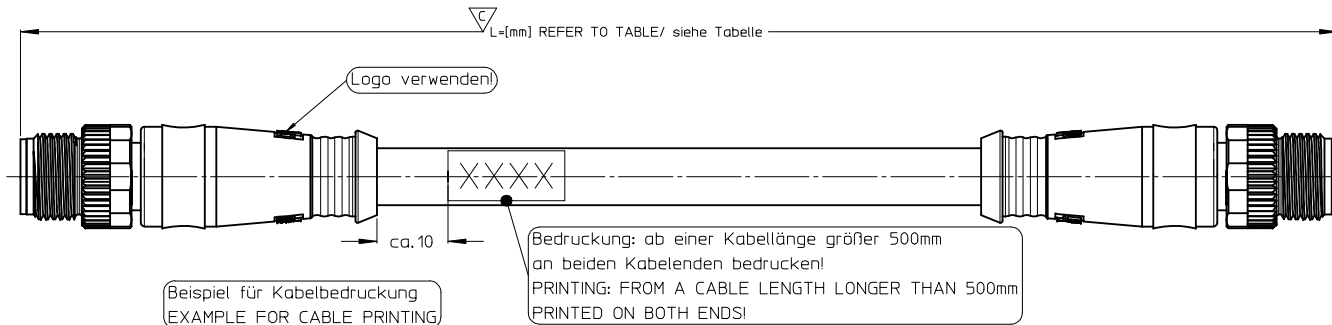 C
L=[mm] REFER TO TABLE/ siehe Tabelle
Logo verwenden!
XXXX
ca.10
Bedruckung: ab einer Kabellänge größer 500mm
an beiden Kabelenden bedrucken!
PRINTING: FROM A CABLE LENGTH LONGER THAN 500mm
PRINTED ON BOTH ENDS!
Beispiel für Kabelbedruckung
EXAMPLE FOR CABLE PRINTING